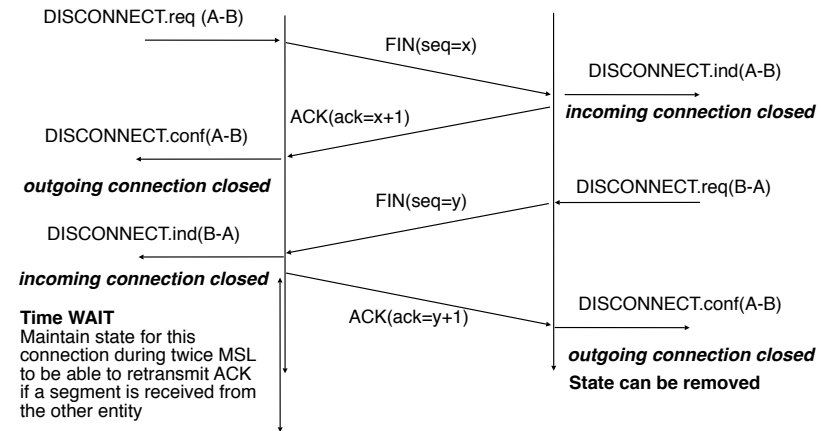 DISCONNECT.req (A-B)
FIN(seq=x)
DISCONNECT.ind(A-B)
incoming connection closed
ACK(ack=x+1)
DISCONNECT.conf(A-B)
outgoing connection closed
DISCONNECT.req(B-A)
FIN(seq=y)
DISCONNECT.ind(B-A)
incoming connection closed
DISCONNECT.conf(A-B)
ACK(ack=y+1)
outgoing connection closed
State can be removed
Time WAIT
Maintain state for this
connection during twice MSL
to be able to retransmit ACK
if a segment is received from
the other entity